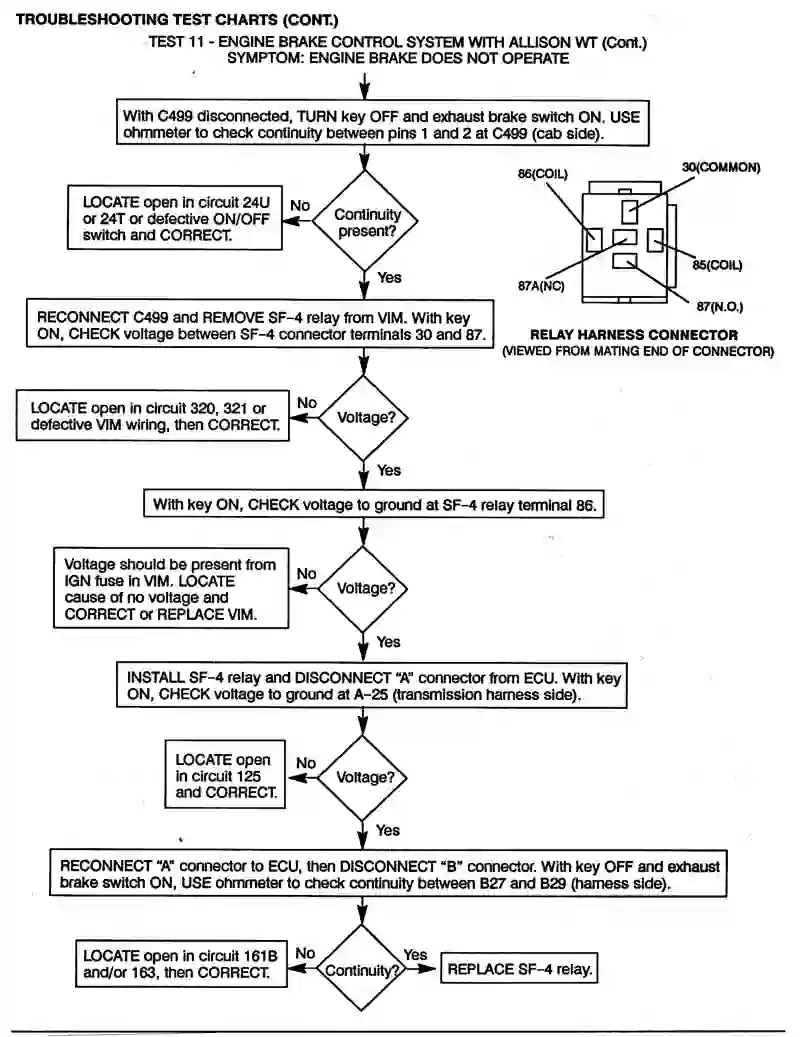 TROUBLESHOOTING TEST CHARTS (CONT.)
TEST 11 - ENGINE BRAKE CONTROL SYSTEM WITH ALLISON WT (Cont.)
SYMPTOM: ENGINE BRAKE DOES NOT OPERATE
With C499 disconnected, TURN key OFF and exhaust brake switch ON. USE
ohmmeter to check continuity between pins 1 and 2 at C499 (cab side).
LOCATE open in circuit 24U
or 24T or defective ON/OFF
switch and CORRECT.
No
Continuity
present?
Yes
86(COIL)
30(COMMON)
87A(NC)
85(COIL)
87(N.O.)
RELAY HARNESS CONNECTOR
(VIEWED FROM MATING END OF CONNECTOR)
RECONNECT C499 and REMOVE SF-4 relay from VIM. With key
ON, CHECK voltage between SF-4 connector terminals 30 and 87.
LOCATE open in circuit 320, 321 or
defective VIM wiring, then CORRECT.
No
Voltage?
Yes
With key ON, CHECK voltage to ground at SF-4 relay terminal 86.
Voltage should be present from
IGN fuse in VIM. LOCATE
cause of no voltage and
CORRECT or REPLACE VIM.
No
Voltage?
Yes
INSTALL SF-4 relay and DISCONNECT "A" connector from ECU. With key
ON, CHECK voltage to ground at A-25 (transmission harness side).
LOCATE open
in circuit 125
and CORRECT.
No
Voltage?
Yes
RECONNECT "A" connector to ECU, then DISCONNECT "B" connector. With key OFF and exhaust
brake switch ON, USE ohmmeter to check continuity between B27 and B29 (harness side).
LOCATE open in circuit 161B
and/or 163, then CORRECT.
No
Continuity?
Yes
REPLACE SF-4 relay.